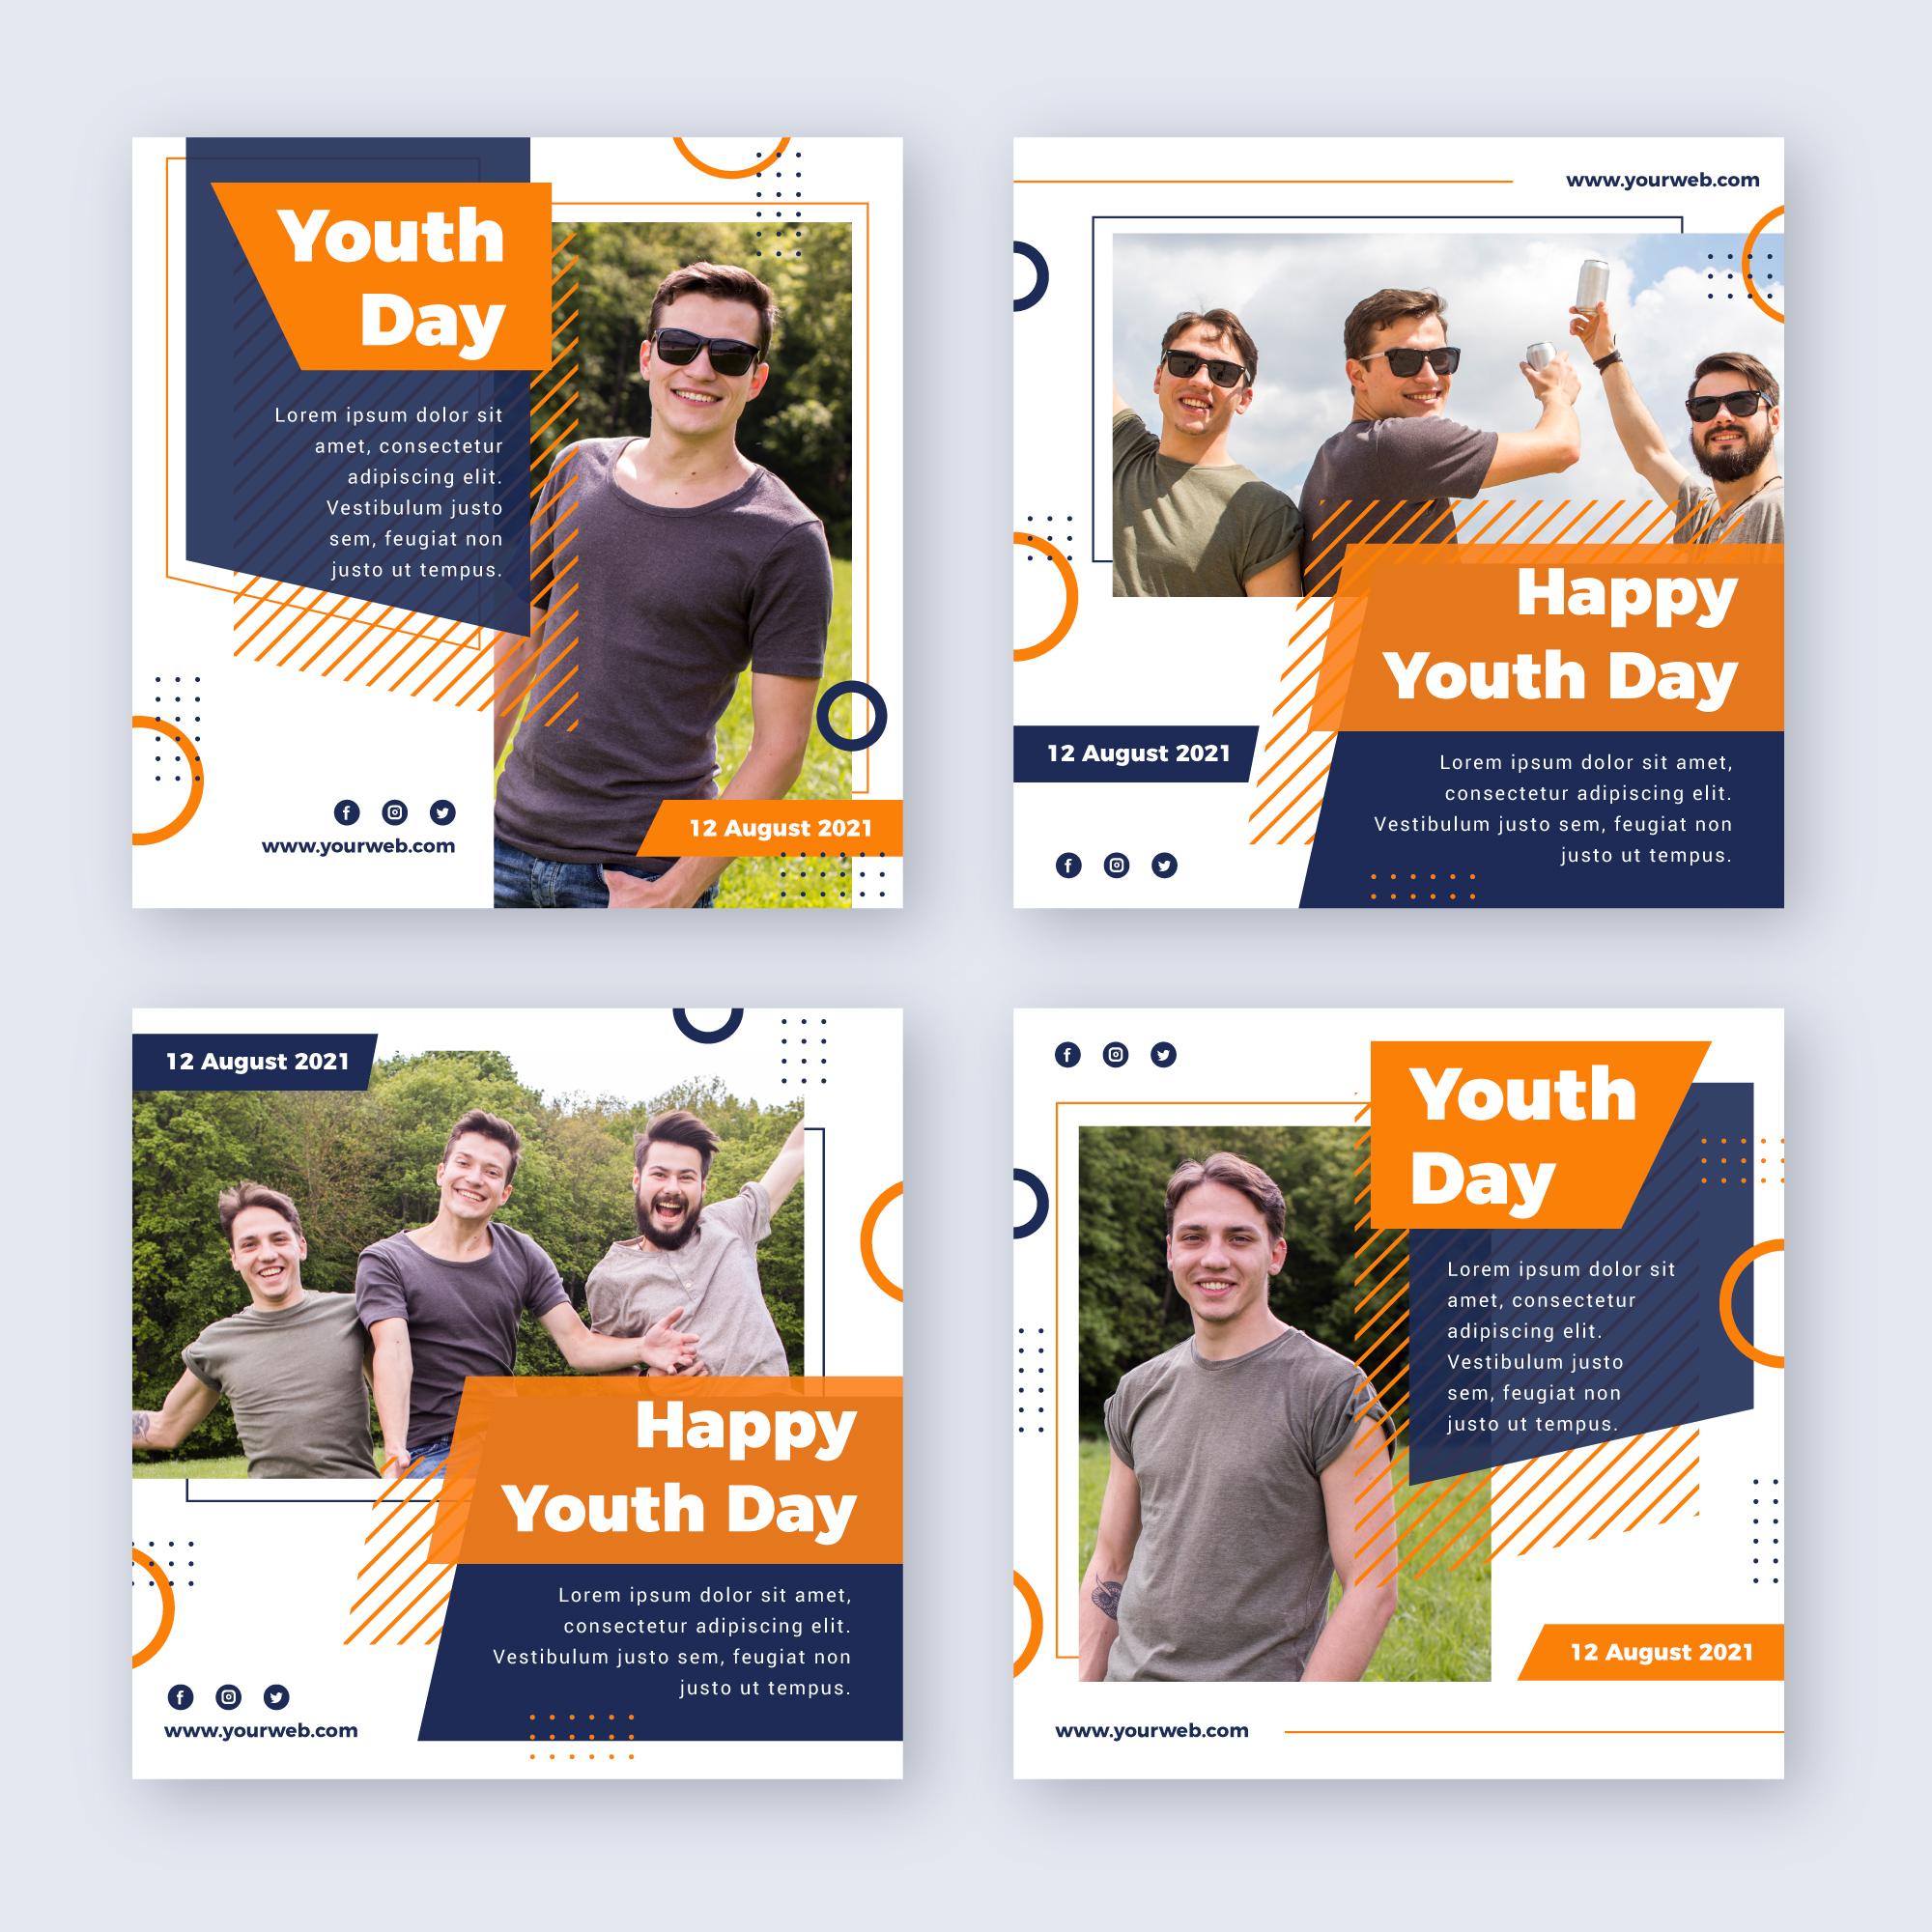 Youth
Day
Lorem ipsum dolor sit
amet, consectetur
adipiscing elit.
Vestibulum justo
sem, feugiat non
justo ut tempus.
www.yourweb.com
12 August 2021
www.yourweb.com
Happy
Youth Day
12 August 2021
Lorem ipsum dolor sit amet,
consectetur adipiscing elit.
Vestibulum justo sem, feugiat non
justo ut tempus.
12 August 2021
Happy
Youth Day
Lorem ipsum dolor sit amet,
consectetur adipiscing elit.
Vestibulum justo sem, feugiat non
justo ut tempus.
www.yourweb.com
Youth
Day
Lorem ipsum dolor sit
amet, consectetur
adipiscing elit.
Vestibulum justo
sem, feugiat non
justo ut tempus.
12 August 2021
www.yourweb.com